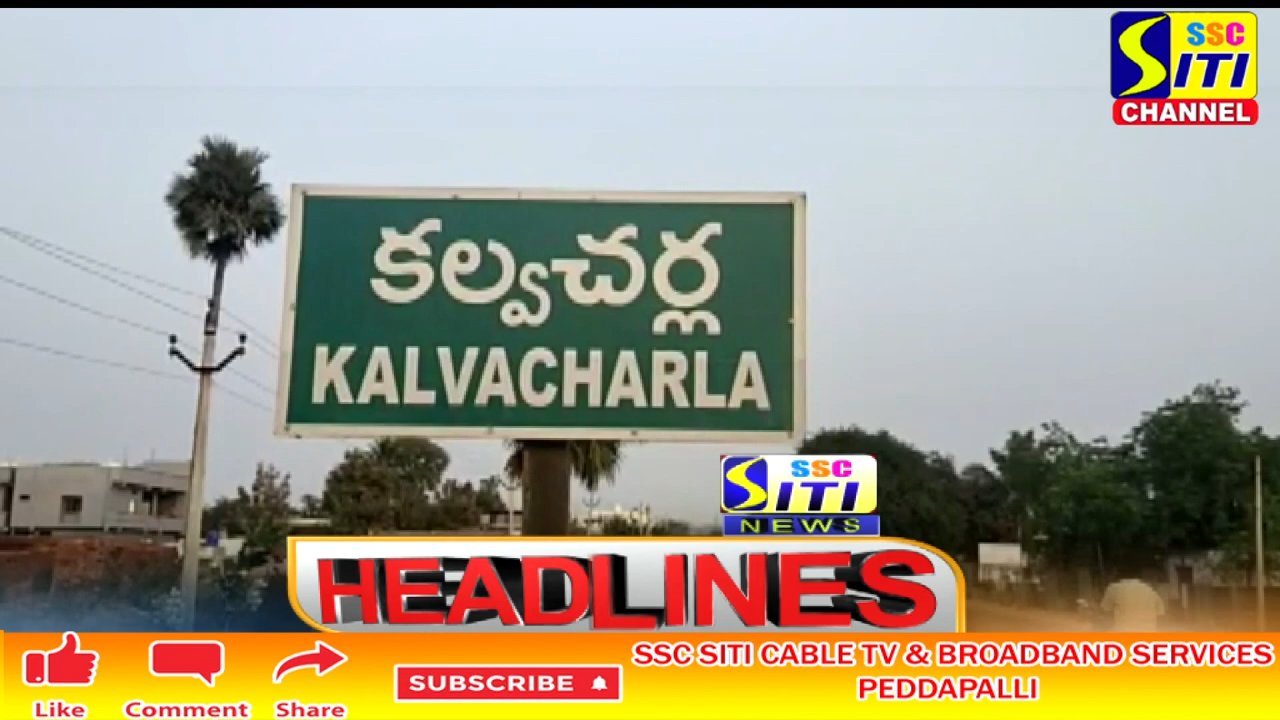 SSC
SITI
CHANNEL
కల్వచర్ల
KALVACHARLA
SSC
SITI
NEWS
HEADLINES
Like
Comment
Share
SUBSCRIBE
SSC SITI CABLE TV & BROADBAND SERVICES
PEDDAPALLI